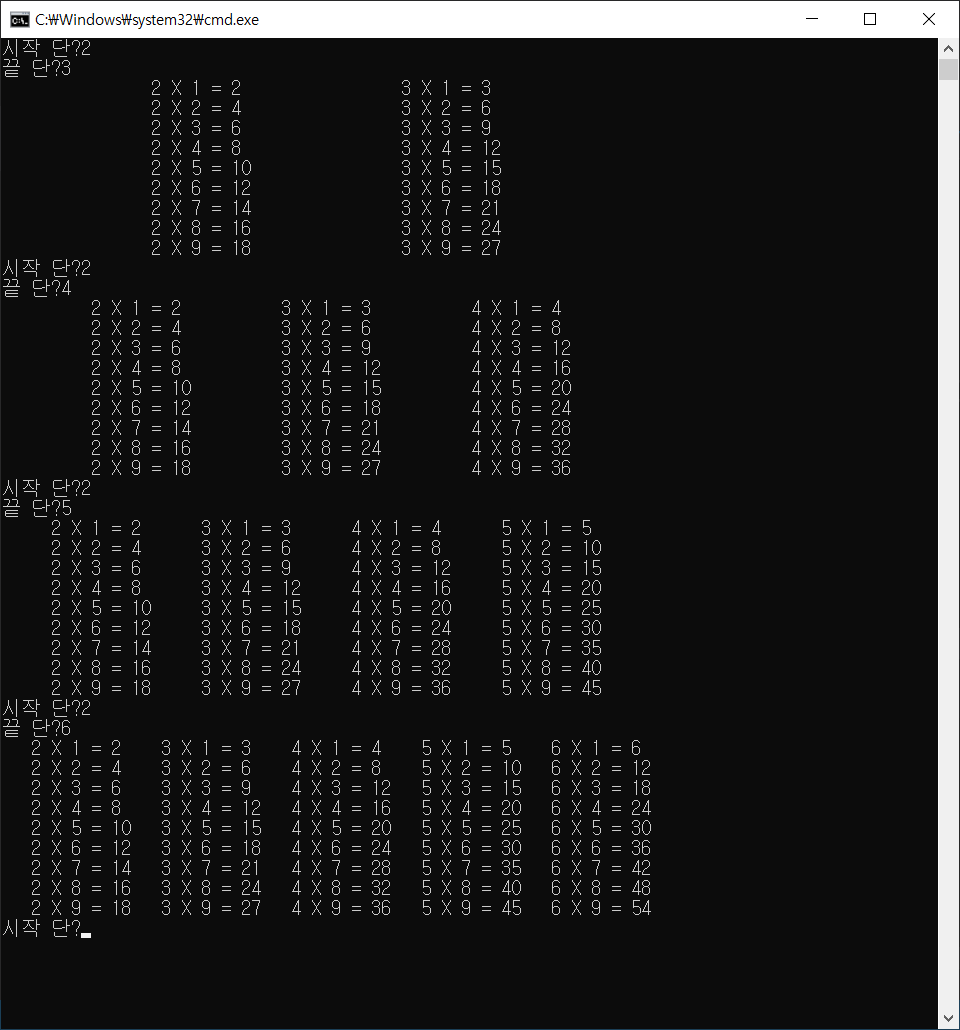 C:₩Windows₩system32₩cmd.exe
시작 단?2
끝 단?3
2 X 1 = 2 3 X 1 = 3
2 X 2 = 4 3 X 2 = 6
2 X 3 = 6 3 X 3 = 9
2 X 4 = 8 3 X 4 = 12
2 X 5 = 10 3 X 5 = 15
2 X 6 = 12 3 X 6 = 18
2 X 7 = 14 3 X 7 = 21
2 X 8 = 16 3 X 8 = 24
2 X 9 = 18 3 X 9 = 27
시작 단?2
끝 단?4
2 X 1 = 2 3 X 1 = 3 4 X 1 = 4
2 X 2 = 4 3 X 2 = 6 4 X 2 = 8
2 X 3 = 6 3 X 3 = 9 4 X 3 = 12
2 X 4 = 8 3 X 4 = 12 4 X 4 = 16
2 X 5 = 10 3 X 5 = 15 4 X 5 = 20
2 X 6 = 12 3 X 6 = 18 4 X 6 = 24
2 X 7 = 14 3 X 7 = 21 4 X 7 = 28
2 X 8 = 16 3 X 8 = 24 4 X 8 = 32
2 X 9 = 18 3 X 9 = 27 4 X 9 = 36
시작 단?2
끝 단?5
2 X 1 = 2 3 X 1 = 3 4 X 1 = 4 5 X 1 = 5
2 X 2 = 4 3 X 2 = 6 4 X 2 = 8 5 X 2 = 10
2 X 3 = 6 3 X 3 = 9 4 X 3 = 12 5 X 3 = 15
2 X 4 = 8 3 X 4 = 12 4 X 4 = 16 5 X 4 = 20
2 X 5 = 10 3 X 5 = 15 4 X 5 = 20 5 X 5 = 25
2 X 6 = 12 3 X 6 = 18 4 X 6 = 24 5 X 6 = 30
2 X 7 = 14 3 X 7 = 21 4 X 7 = 28 5 X 7 = 35
2 X 8 = 16 3 X 8 = 24 4 X 8 = 32 5 X 8 = 40
2 X 9 = 18 3 X 9 = 27 4 X 9 = 36 5 X 9 = 45
시작 단?2
끝 단?6
2 X 1 = 2 3 X 1 = 3 4 X 1 = 4 5 X 1 = 5 6 X 1 = 6
2 X 2 = 4 3 X 2 = 6 4 X 2 = 8 5 X 2 = 10 6 X 2 = 12
2 X 3 = 6 3 X 3 = 9 4 X 3 = 12 5 X 3 = 15 6 X 3 = 18
2 X 4 = 8 3 X 4 = 12 4 X 4 = 16 5 X 4 = 20 6 X 4 = 24
2 X 5 = 10 3 X 5 = 15 4 X 5 = 20 5 X 5 = 25 6 X 5 = 30
2 X 6 = 12 3 X 6 = 18 4 X 6 = 24 5 X 6 = 30 6 X 6 = 36
2 X 7 = 14 3 X 7 = 21 4 X 7 = 28 5 X 7 = 35 6 X 7 = 42
2 X 8 = 16 3 X 8 = 24 4 X 8 = 32 5 X 8 = 40 6 X 8 = 48
2 X 9 = 18 3 X 9 = 27 4 X 9 = 36 5 X 9 = 45 6 X 9 = 54
시작 단?